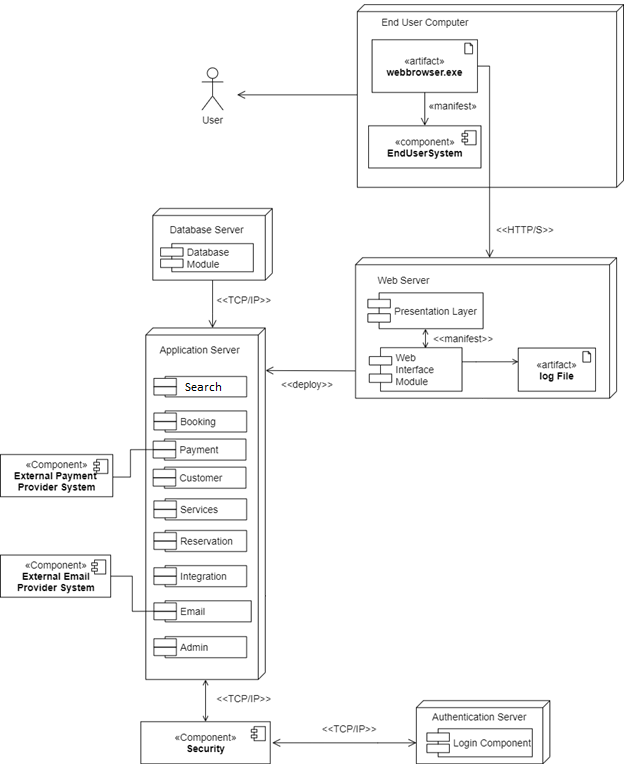 End User Computer
«artifact»
webbrowser.exe
«manifest»
User
«component»
EndUserSystem
<<HTTP/S>>
Database Server
Database
Module
<<TCP/IP>>
Web Server
Presentation Layer
<<manifest>>
Web
Interface
Module
«artifact»
log File
<<deploy>>
Application Server
Search
Booking
Payment
«Component»
External Payment
Provider System
Customer
Services
Reservation
«Component»
External Email
Provider System
Integration
Email
Admin
<<TCP/IP>>
«Component»
Security
<<TCP/IP>>
Authentication Server
Login Component